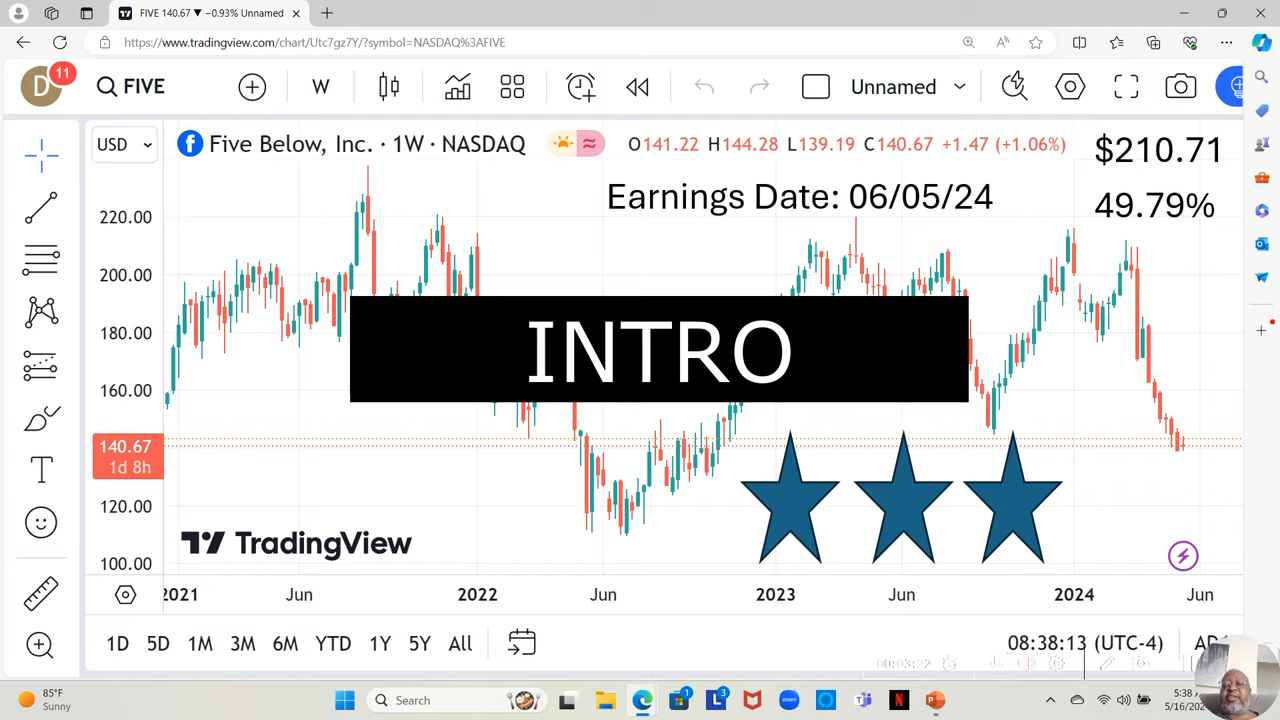 FIVE 140.67 ▼ −0.93% Unnamed
https://www.tradingview.com/chart/Utc7gz7Y/?symbol=NASDAQ%3AFIVE
D
11
FIVE
W
Unnamed
USD
Five Below, Inc. · 1W · NASDAQ
O141.22 H144.28 L139.19 C140.67 +1.47 (+1.06%)
$210.71
Earnings Date: 06/05/24
49.79%
220.00
200.00
180.00
INTRO
160.00
140.67
1d 8h
120.00
TradingView
100.00
2021 Jun 2022 Jun 2023 Jun 2024 Jun
1D 5D 1M 3M 6M YTD 1Y 5Y All
08:38:13 (UTC-4)
00:03:22
85°F
Sunny
Search
5:38
5/16/20